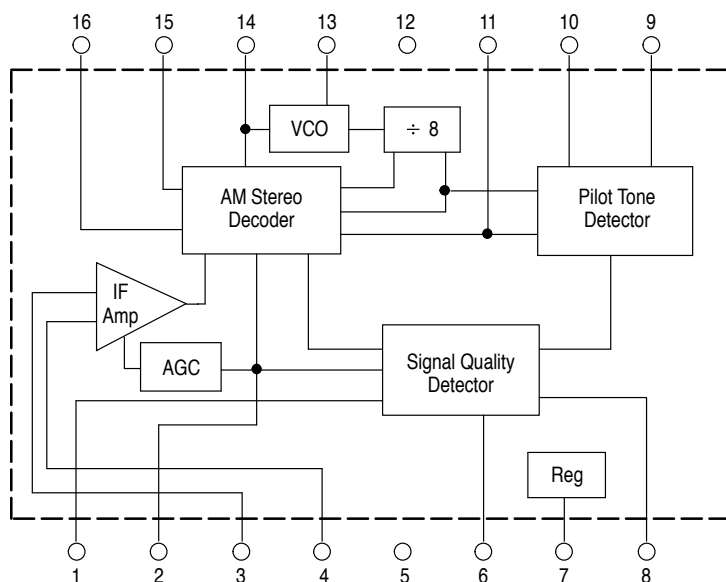 16 15 14 13 12 11 10 9
VCO
÷ 8
AM Stereo
Decoder
Pilot Tone
Detector
IF
Amp
AGC
Signal Quality
Detector
Reg
1 2 3 4 5 6 7 8